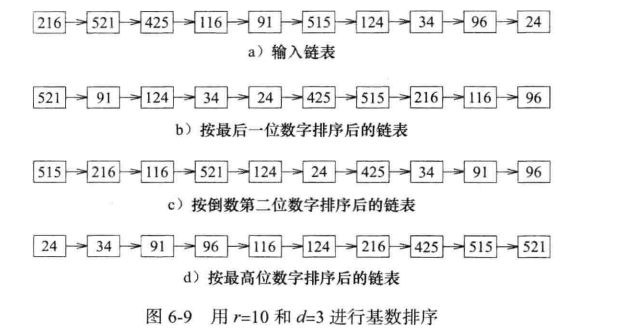 216 521 425 116 91 515 124 34 96 24
a）输入链表
521 91 124 34 24 425 515 216 116 96
b）按最后一位数字排序后的链表
515 216 116 521 124 24 425 34 91 96
c）按倒数第二位数字排序后的链表
24 34 91 96 116 124 216 425 515 521
d）按最高位数字排序后的链表
图 6-9 用 r=10 和 d=3 进行基数排序